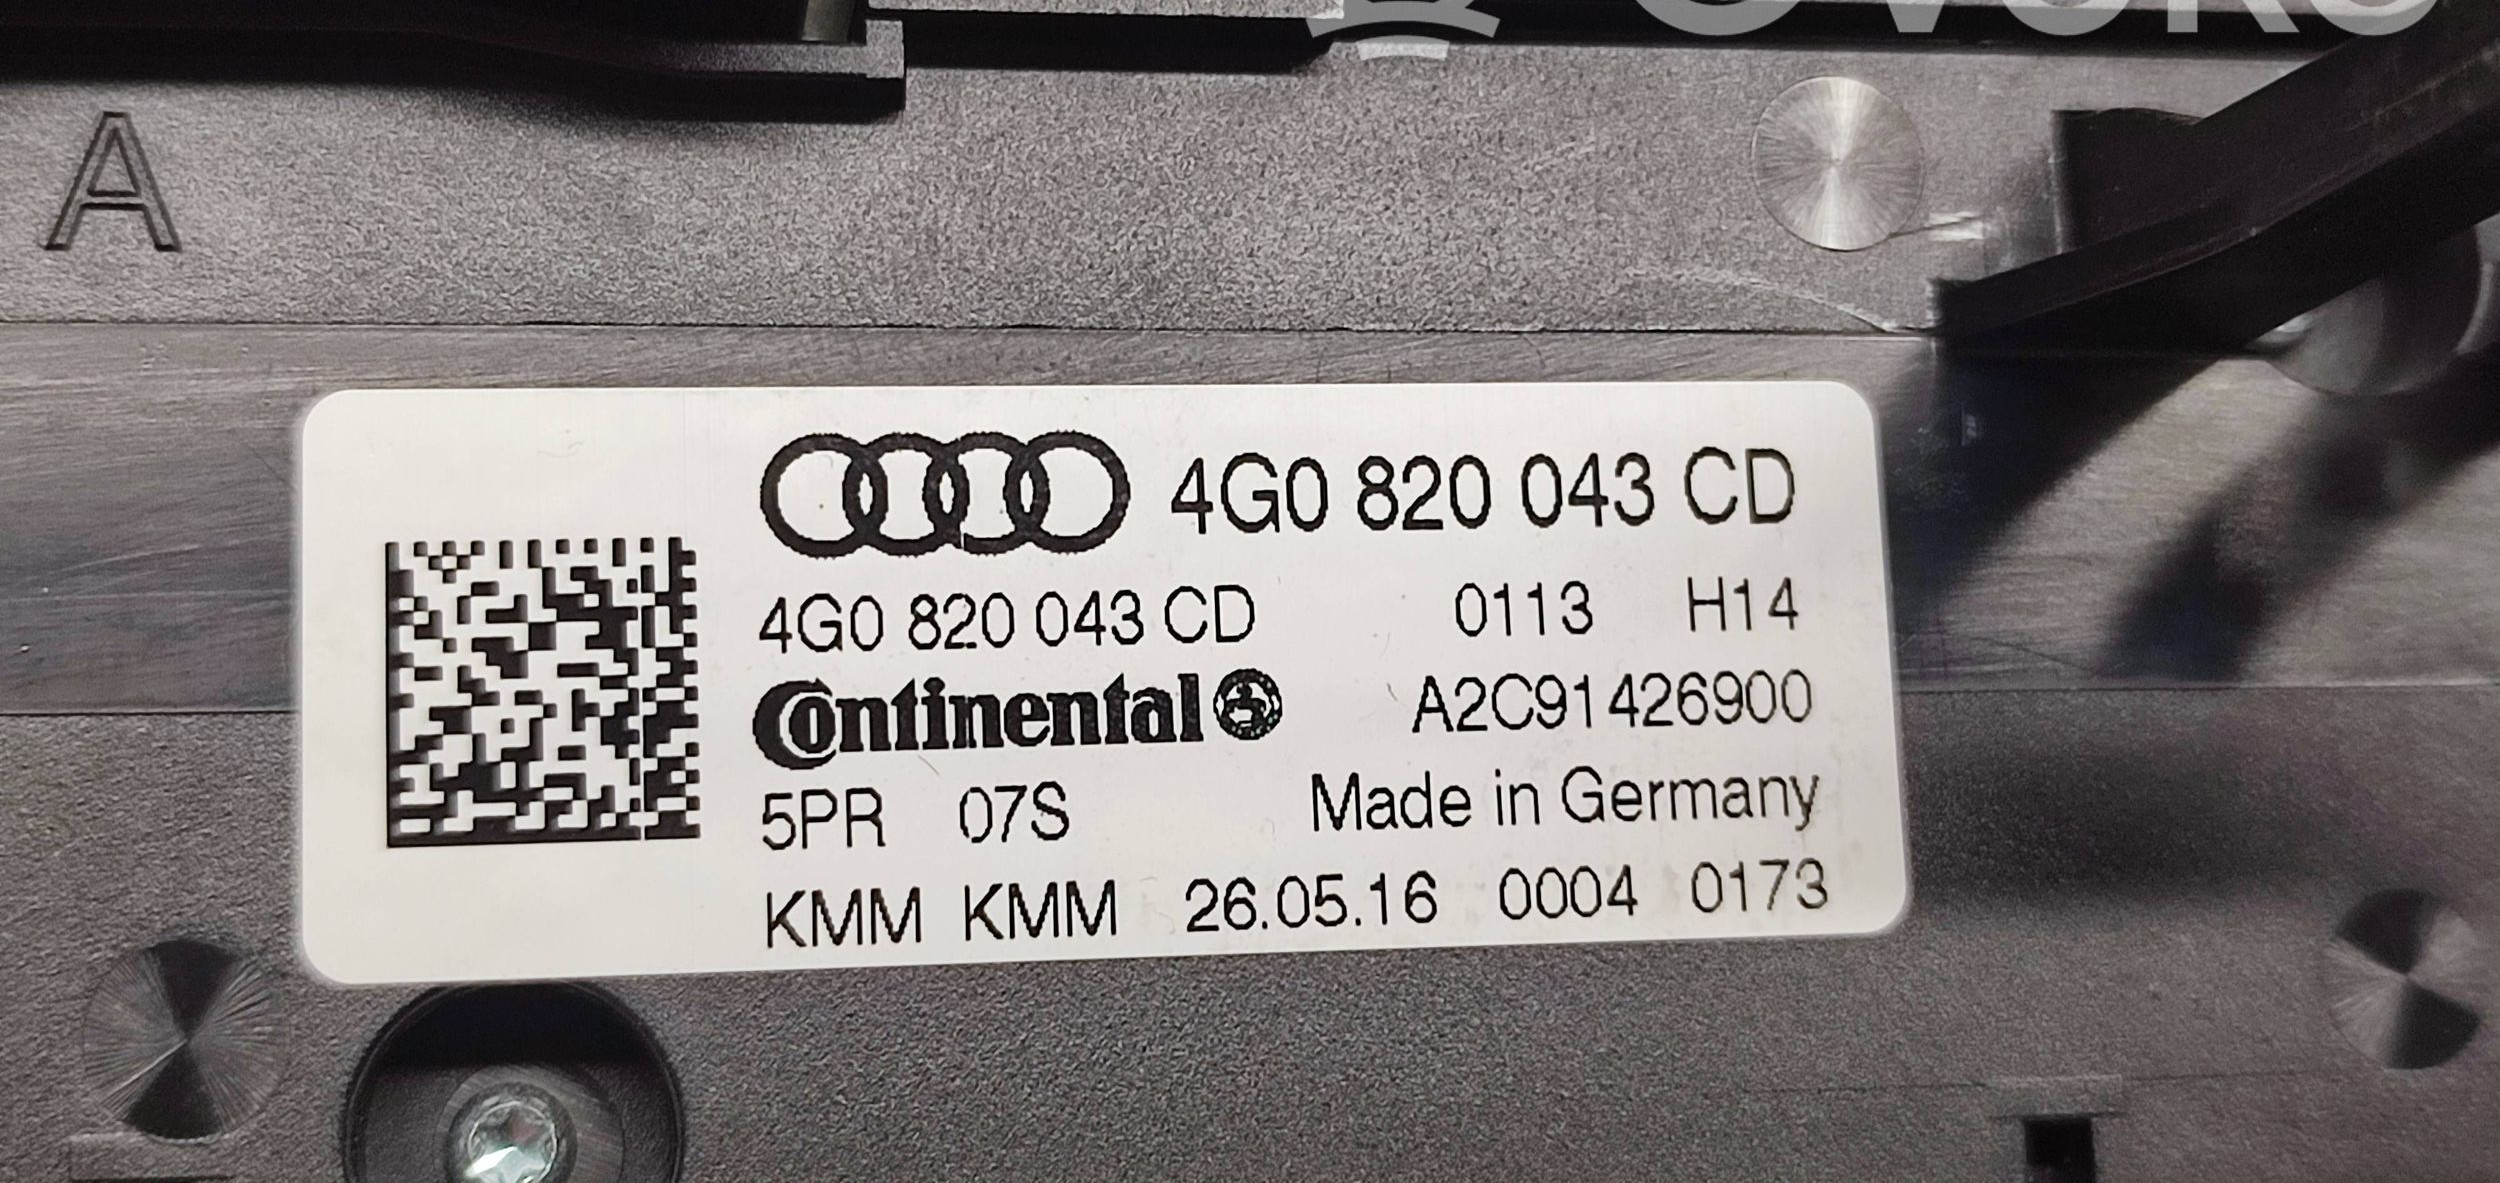 OVOKO
A
4G0 820 043 CD
4G0 820 043 CD 0113 H14
Continental A2C91426900
5PR 07S Made in Germany
KMM KMM 26.05.16 0004 0173